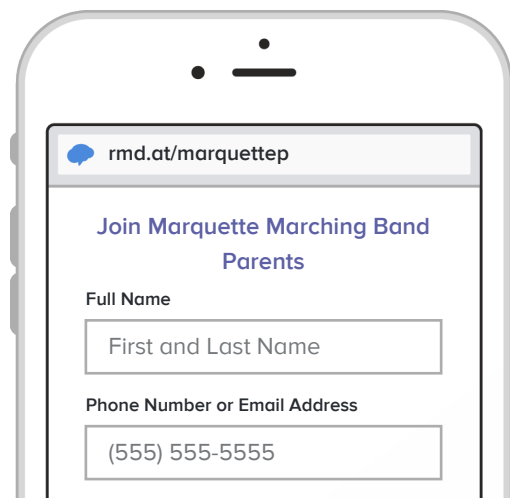 rmd.at/marquettep
Join Marquette Marching Band
Parents
Full Name
First and Last Name
Phone Number or Email Address
(555) 555-5555